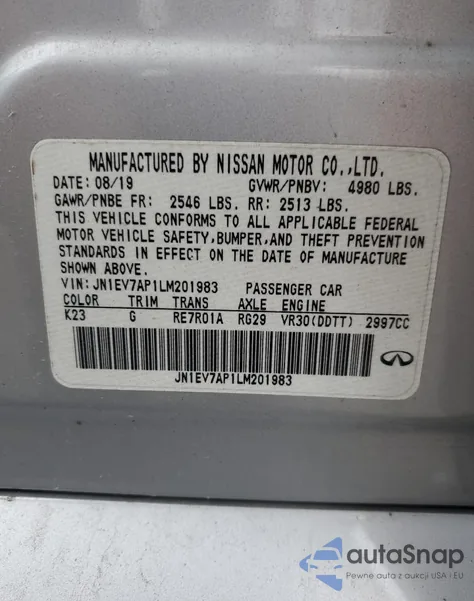 MANUFACTURED BY NISSAN MOTOR CO.,LTD.
DATE: 08/19 GVWR/PNBV: 4980 LBS.
GAWR/PNBE FR: 2546 LBS. RR: 2513 LBS.
THIS VEHICLE CONFORMS TO ALL APPLICABLE FEDERAL
MOTOR VEHICLE SAFETY,BUMPER,AND THEFT PREVENTION
STANDARDS IN EFFECT ON THE DATE OF MANUFACTURE
SHOWN ABOVE.
VIN: JN1EV7AP1LM201983 PASSENGER CAR
COLOR TRIM TRANS AXLE ENGINE
K23 G RE7R01A RG29 VR30(DDTT) 2997CC
JN1EV7AP1LM201983
autoSnap
Pewne auta z aukcji USA i EU